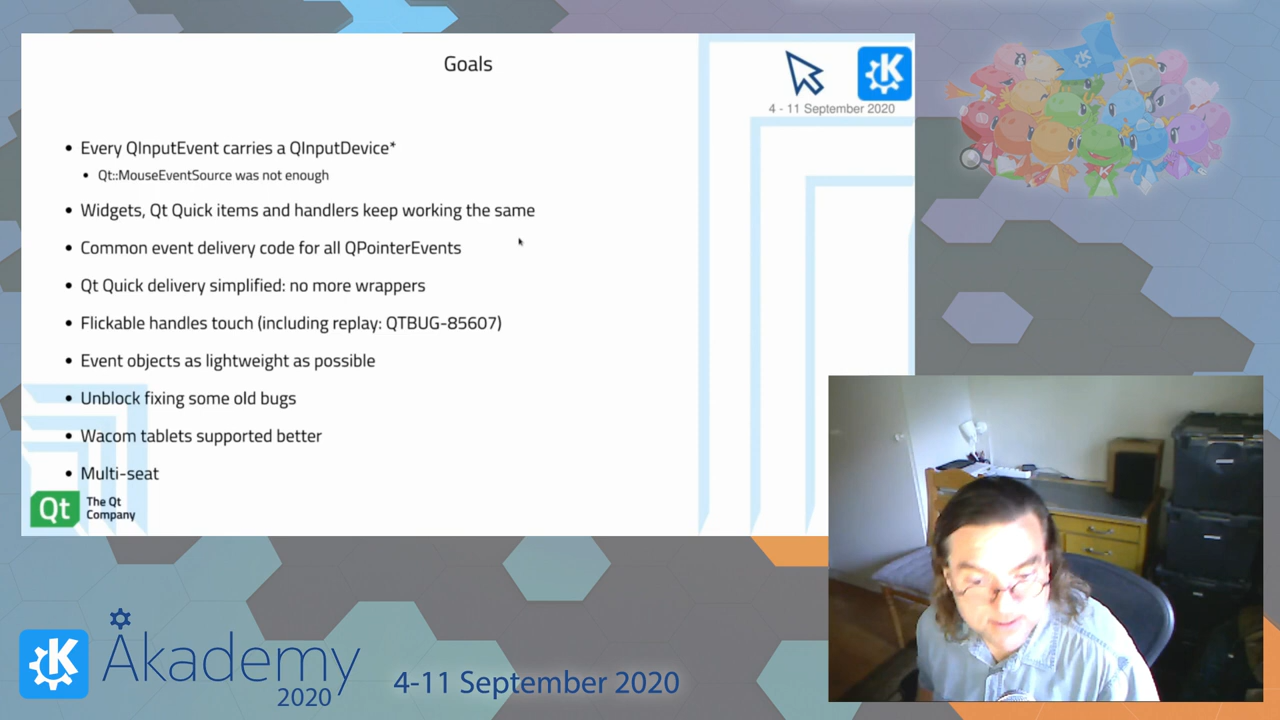 Goals
4 - 11 September 2020
Every QInputEvent carries a QInputDevice*
Qt::MouseEventSource was not enough
Widgets, Qt Quick items and handlers keep working the same
Common event delivery code for all QPointerEvents
Qt Quick delivery simplified: no more wrappers
Flickable handles touch (including replay: QTBUG-85607)
Event objects as lightweight as possible
Unblock fixing some old bugs
Wacom tablets supported better
Multi-seat
Qt The Qt
Company
Akademy
2020
4-11 September 2020